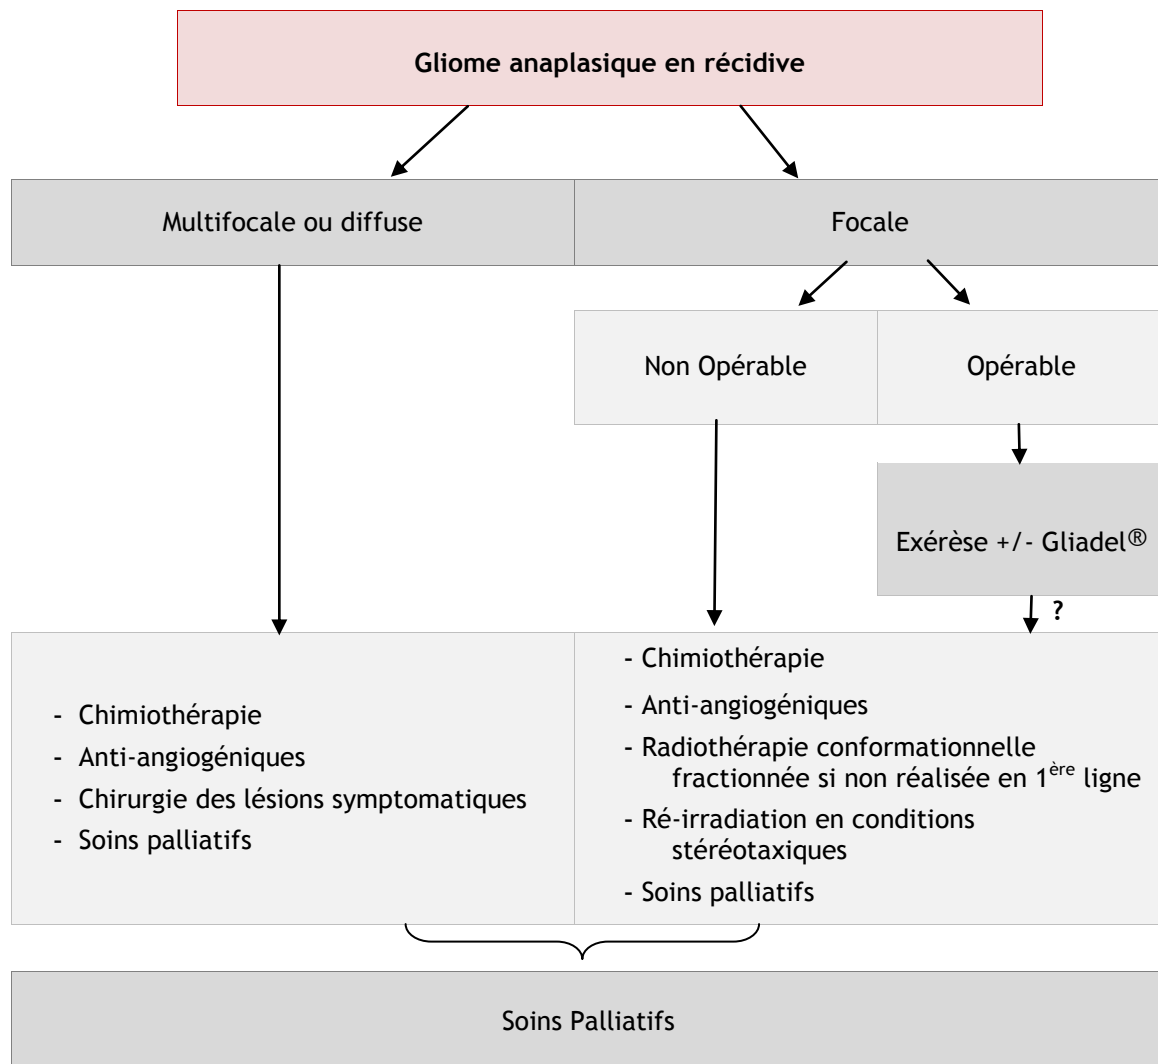 Gliome anaplasique en récidive
Multifocale ou diffuse
Focale
Non Opérable
Opérable
Exérèse +/- Gliadel®
?
- Chimiothérapie
- Anti-angiogéniques
- Chirurgie des lésions symptomatiques
- Soins palliatifs
- Chimiothérapie
- Anti-angiogéniques
- Radiothérapie conformationnelle
fractionnée si non réalisée en 1ère ligne
- Ré-irradiation en conditions
stéréotaxiques
- Soins palliatifs
Soins Palliatifs